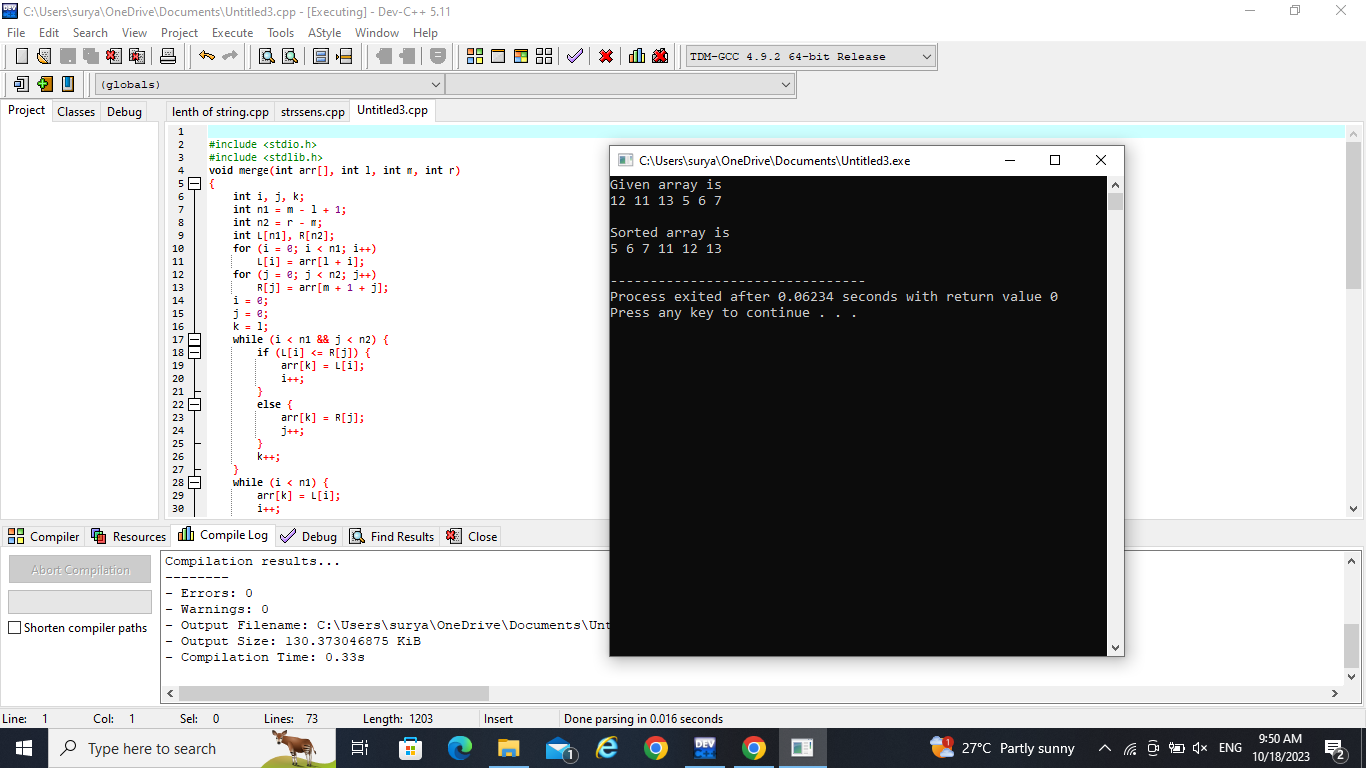 C:\Users\surya\OneDrive\Documents\Untitled3.cpp - [Executing] - Dev-C++ 5.11
File Edit Search View Project Execute Tools AStyle Window Help
TDM-GCC 4.9.2 64-bit Release
(globals)
Project Classes Debug
lenth of string.cpp strssens.cpp Untitled3.cpp
1
2 #include <stdio.h>
3 #include <stdlib.h>
4 void merge(int arr[], int l, int m, int r)
5 {
6 int i, j, k;
7 int n1 = m - l + 1;
8 int n2 = r - m;
9 int L[n1], R[n2];
10 for (i = 0; i < n1; i++)
11 L[i] = arr[l + i];
12 for (j = 0; j < n2; j++)
13 R[j] = arr[m + 1 + j];
14 i = 0;
15 j = 0;
16 k = l;
17 while (i < n1 && j < n2) {
18 if (L[i] <= R[j]) {
19 arr[k] = L[i];
20 i++;
21 }
22 else {
23 arr[k] = R[j];
24 j++;
25 }
26 k++;
27 }
28 while (i < n1) {
29 arr[k] = L[i];
30 i++;
C:\Users\surya\OneDrive\Documents\Untitled3.exe
Given array is
12 11 13 5 6 7
Sorted array is
5 6 7 11 12 13
--------------------------------
Process exited after 0.06234 seconds with return value 0
Press any key to continue . . .
Compiler Resources Compile Log Debug Find Results Close
Abort Compilation
Shorten compiler paths
Compilation results...
--------
- Errors: 0
- Warnings: 0
- Output Filename: C:\Users\surya\OneDrive\Documents\Unt
- Output Size: 130.373046875 KiB
- Compilation Time: 0.33s
Line: 1 Col: 1 Sel: 0 Lines: 73 Length: 1203 Insert Done parsing in 0.016 seconds
Type here to search
1
DEV
1
27°C Partly sunny
ENG
9:50 AM
10/18/2023
2